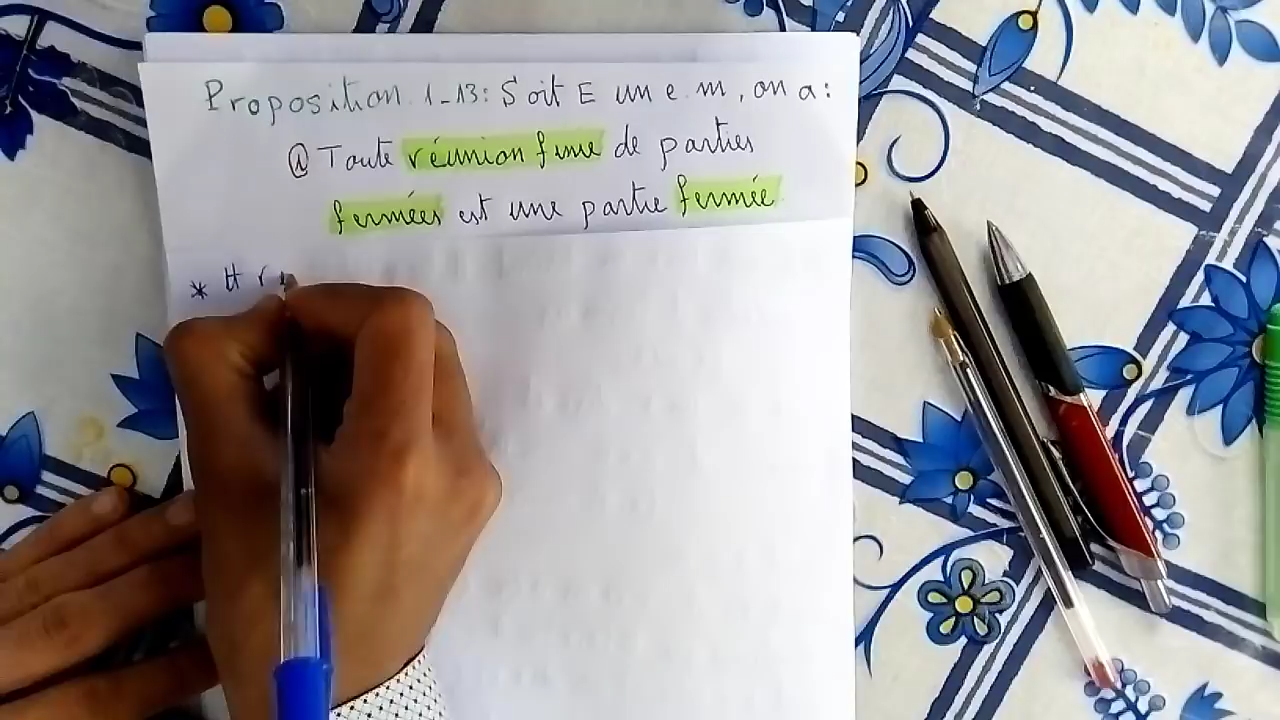 Proposition 1-13: Soit E un e.m, on a:
@ Toute réunion finie de parties
fermées est une partie fermée
* H r